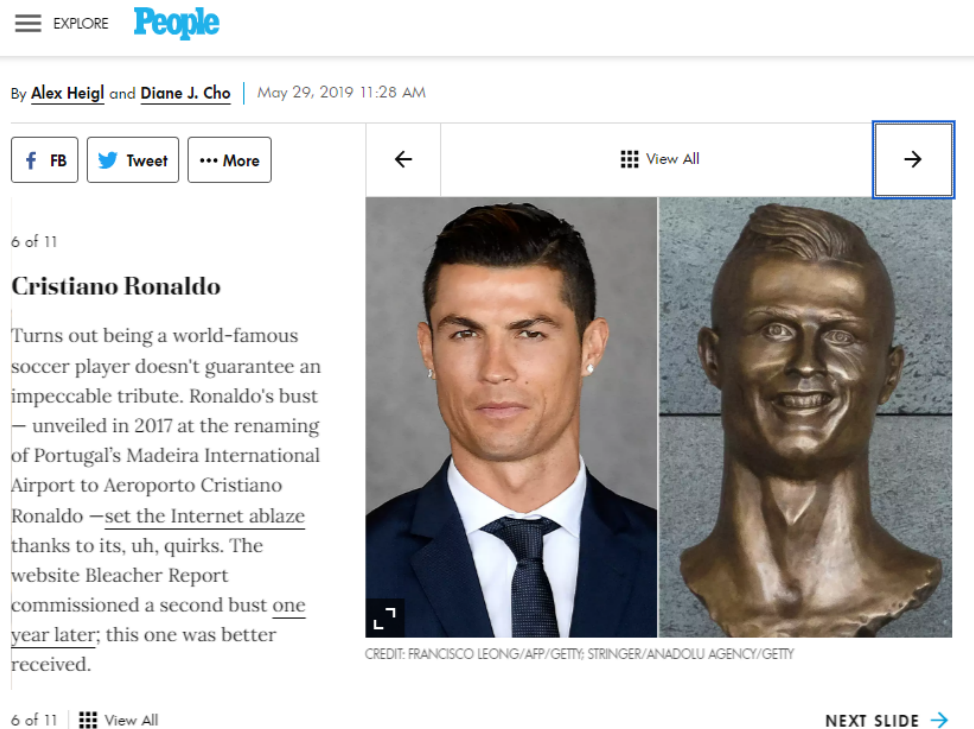 EXPLORE People
By Alex Heigl and Diane J. Cho May 29, 2019 11:28 AM
FB Tweet ••• More
View All
6 of 11
Cristiano Ronaldo
Turns out being a world-famous
soccer player doesn't guarantee an
impeccable tribute. Ronaldo's bust
— unveiled in 2017 at the renaming
of Portugal’s Madeira International
Airport to Aeroporto Cristiano
Ronaldo —set the Internet ablaze
thanks to its, uh, quirks. The
website Bleacher Report
commissioned a second bust one
year later; this one was better
received.
CREDIT: FRANCISCO LEONG/AFP/GETTY; STRINGER/ANADOLU AGENCY/GETTY
6 of 11 View All
NEXT SLIDE